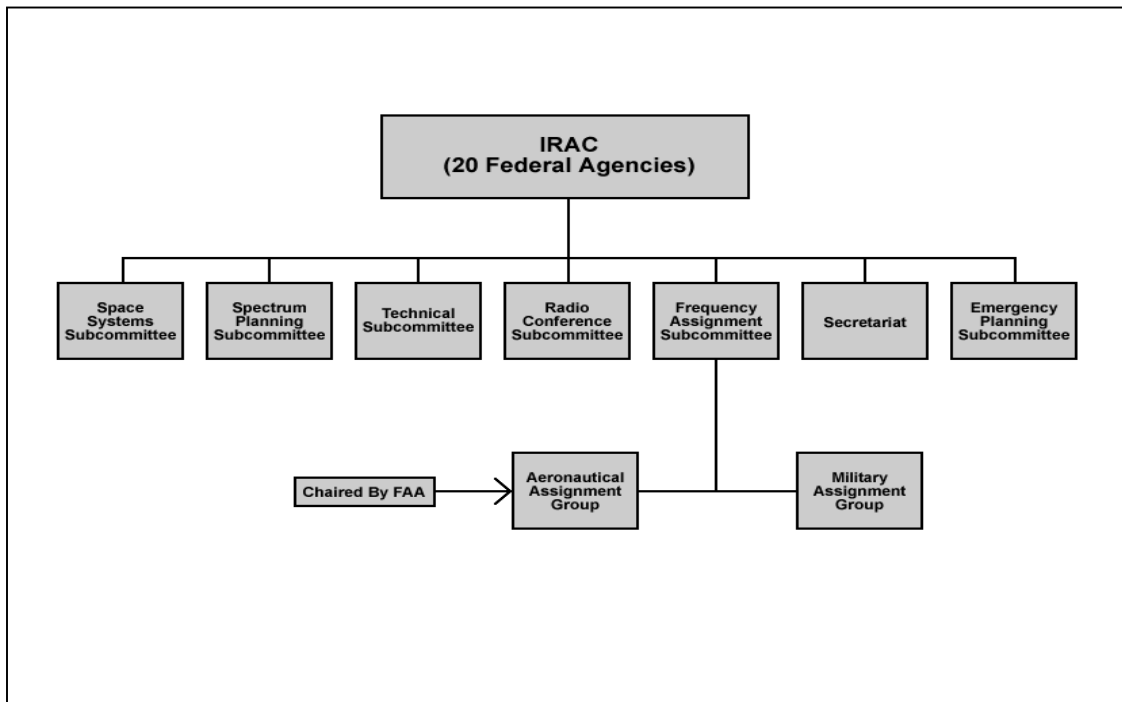 IRAC
(20 Federal Agencies)
Space
Systems
Subcommittee
Spectrum
Planning
Subcommittee
Technical
Subcommittee
Radio
Conference
Subcommittee
Frequency
Assignment
Subcommittee
Secretariat
Emergency
Planning
Subcommittee
Chaired By FAA
Aeronautical
Assignment
Group
Military
Assignment
Group